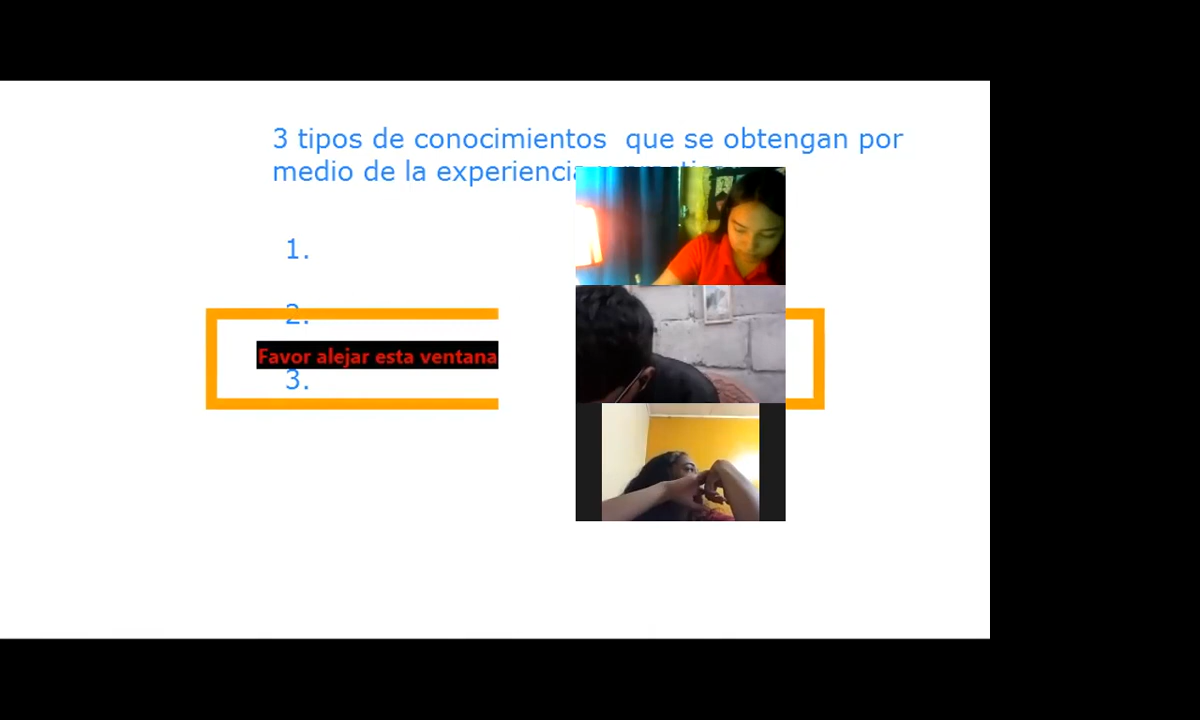 3 tipos de conocimientos que se obtengan por
medio de la experiencia
1.
2.
Favor alejar esta ventana
3.